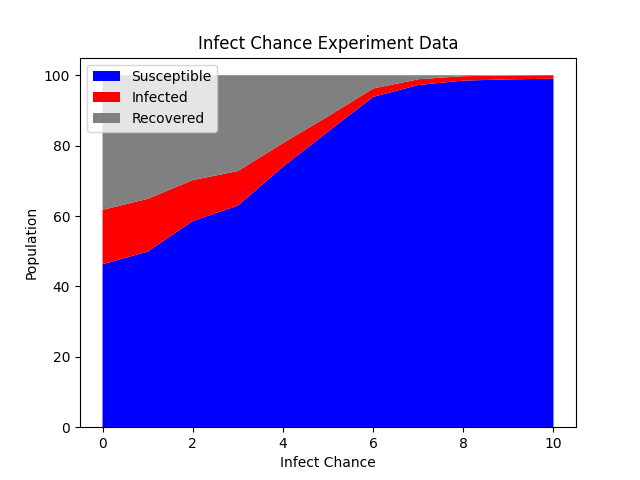 Infect Chance Experiment Data
Susceptible
Infected
Recovered
100
80
60
40
20
0
Population
0 2 4 6 8 10
Infect Chance